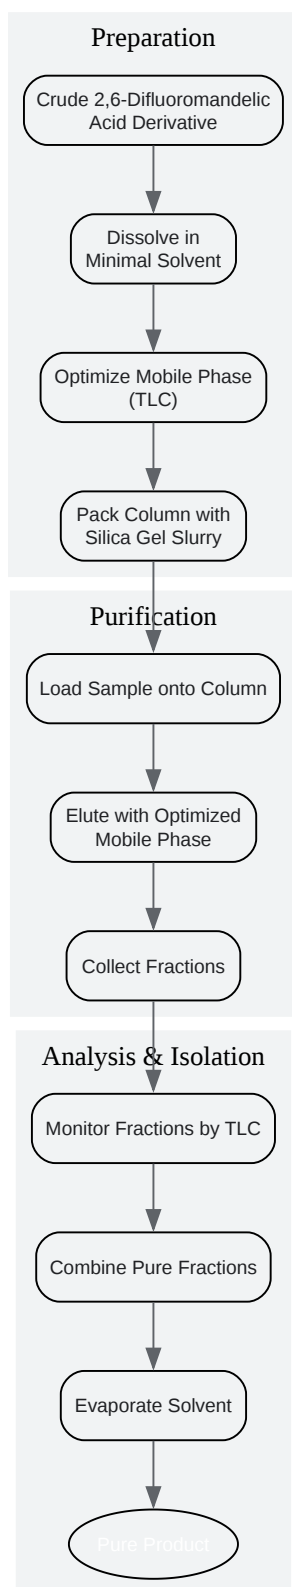 Preparation
Crude 2,6-Difluoromandelic
Acid Derivative
Dissolve in
Minimal Solvent
Optimize Mobile Phase
(TLC)
Pack Column with
Silica Gel Slurry
Purification
Load Sample onto Column
Elute with Optimized
Mobile Phase
Collect Fractions
Analysis & Isolation
Monitor Fractions by TLC
Combine Pure Fractions
Evaporate Solvent
Pure Product